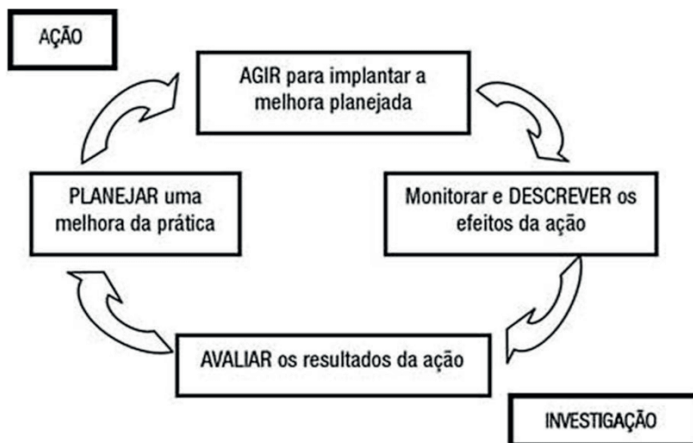 AÇÃO
AGIR para implantar a
melhora planejada
PLANEJAR uma
melhora da prática
Monitorar e DESCREVER os
efeitos da ação
AVALIAR os resultados da ação
INVESTIGAÇÃO